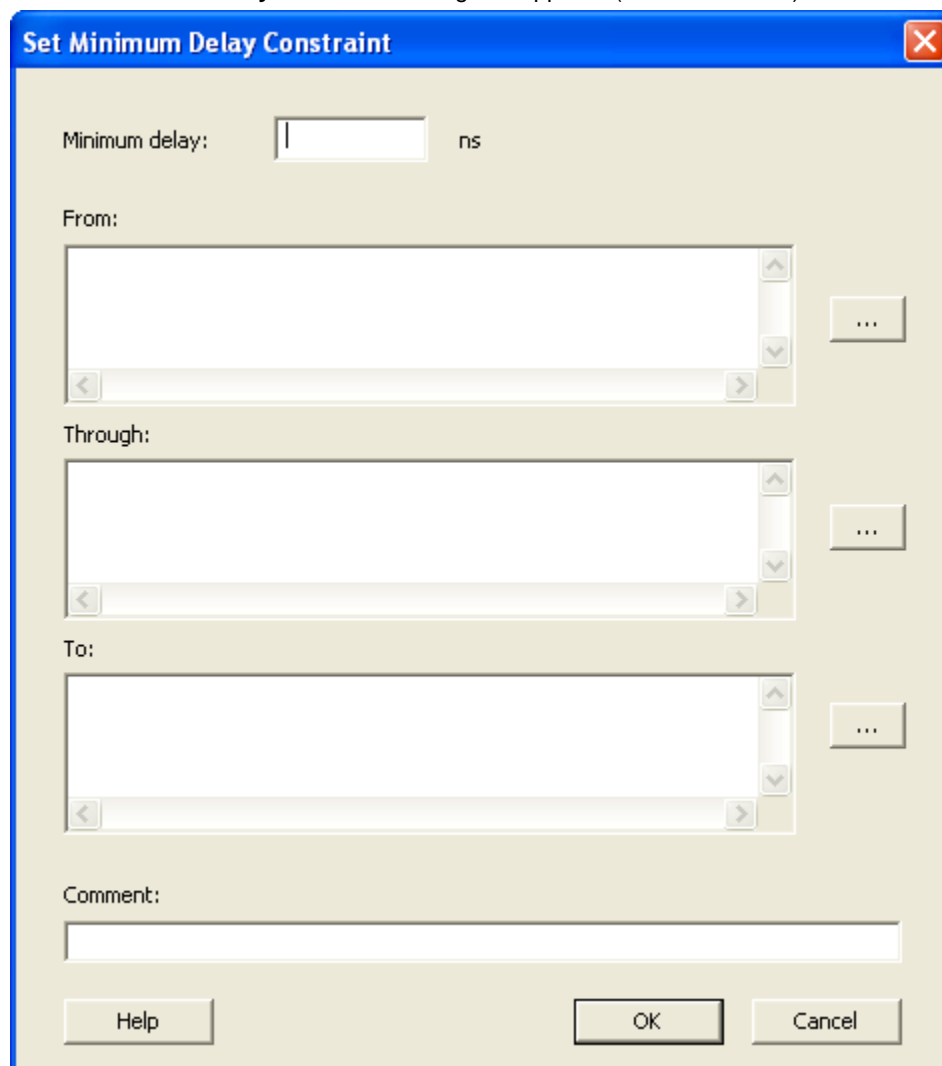 Set Minimum Delay Constraint
Minimum delay: ns
From:
...
Through:
...
To:
...
Comment:
Help OK Cancel